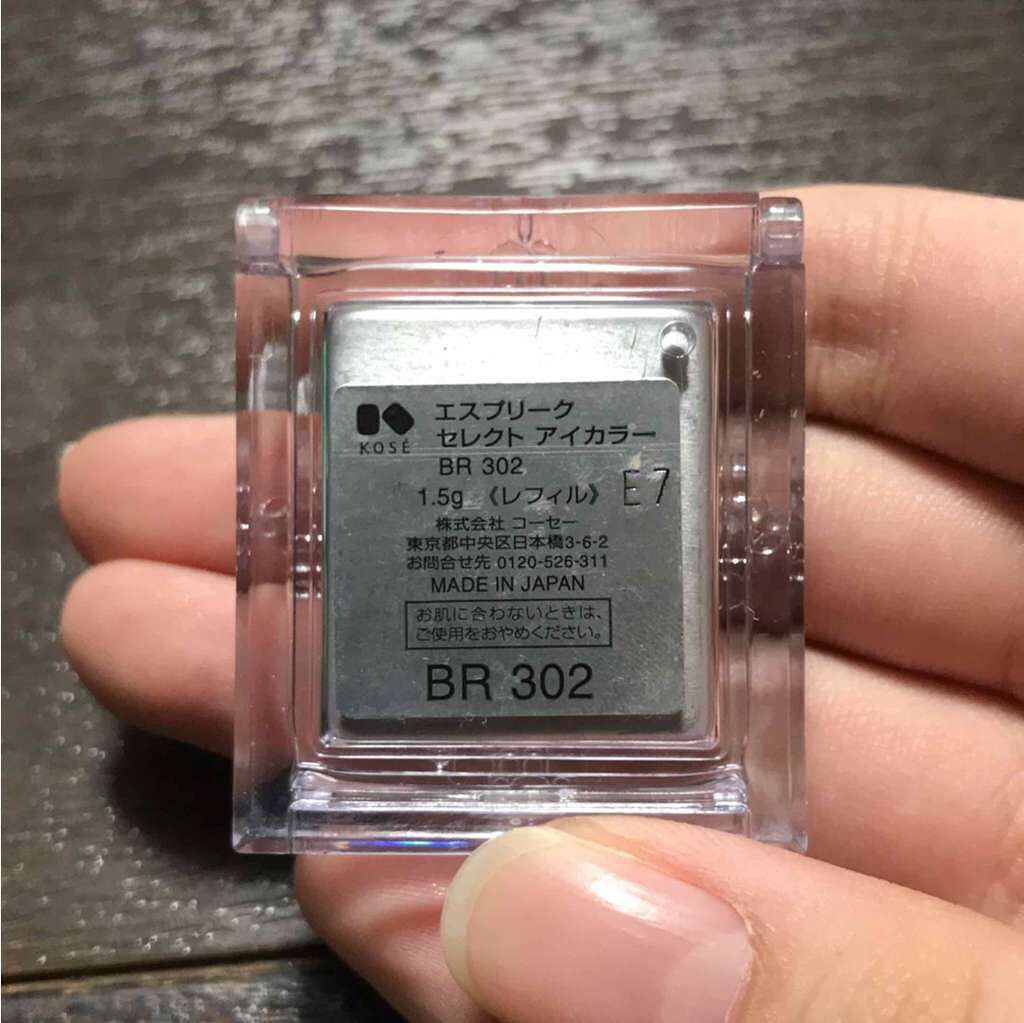 エスプリーク
KOSÉ
セレクト アイカラー
BR 302
1.5g 《レフィル》 E7
株式会社 コーセー
東京都中央区日本橋3-6-2
お問合せ先 0120-526-311
MADE IN JAPAN
お肌に合わないときは、
ご使用をおやめください。
BR 302